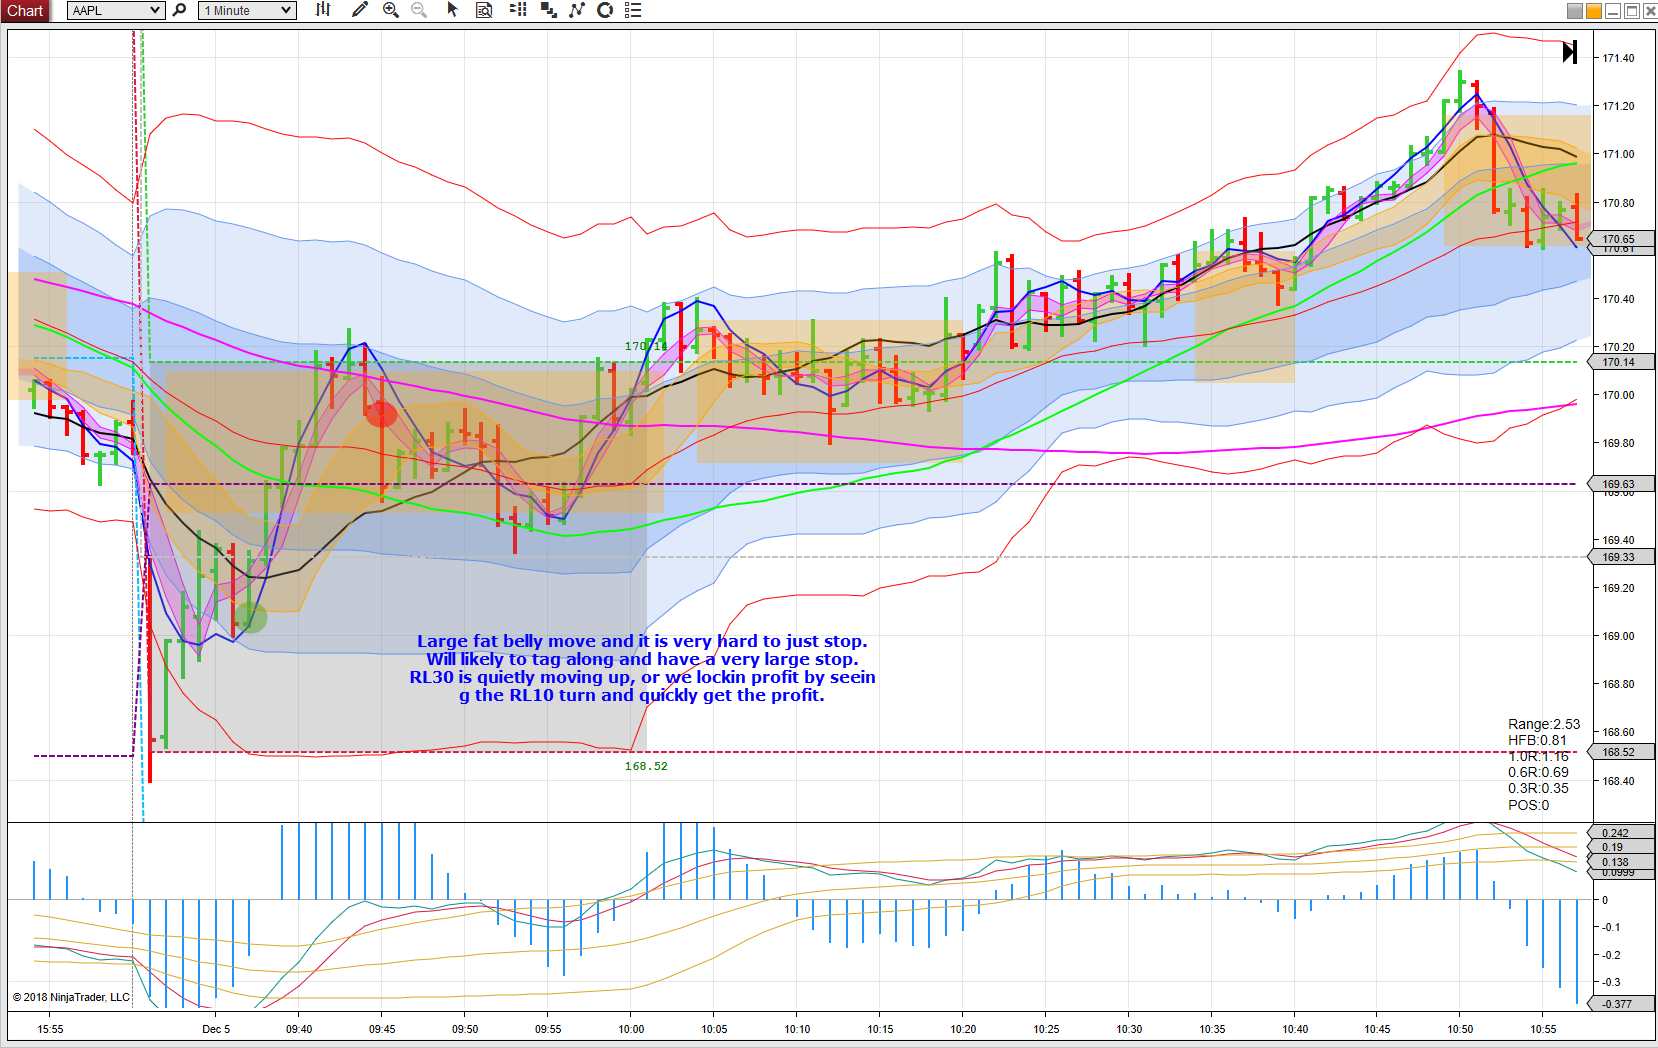 Chart AAPL 1 Minute
171.40
171.20
171.00
170.80
170.65
170.61
170.40
170.20
170.14
170.14
170.00
169.80
169.63
169.60
169.40
169.33
169.20
169.00
Large fat belly move and it is very hard to just stop.
Will likely to tag along and have a very large stop.
RL30 is quietly moving up, or we lockin profit by seein
g the RL10 turn and quickly get the profit.
168.80
Range:2.53
168.60
HFB:0.81
168.52
1.0R:1.16
168.52
0.6R:0.69
168.40
0.3R:0.35
POS:0
0.242
0.19
0.138
0.0999
0
-0.1
-0.2
-0.3
© 2018 NinjaTrader, LLC
-0.377
15:55 Dec 5 09:40 09:45 09:50 09:55 10:00 10:05 10:10 10:15 10:20 10:25 10:30 10:35 10:40 10:45 10:50 10:55